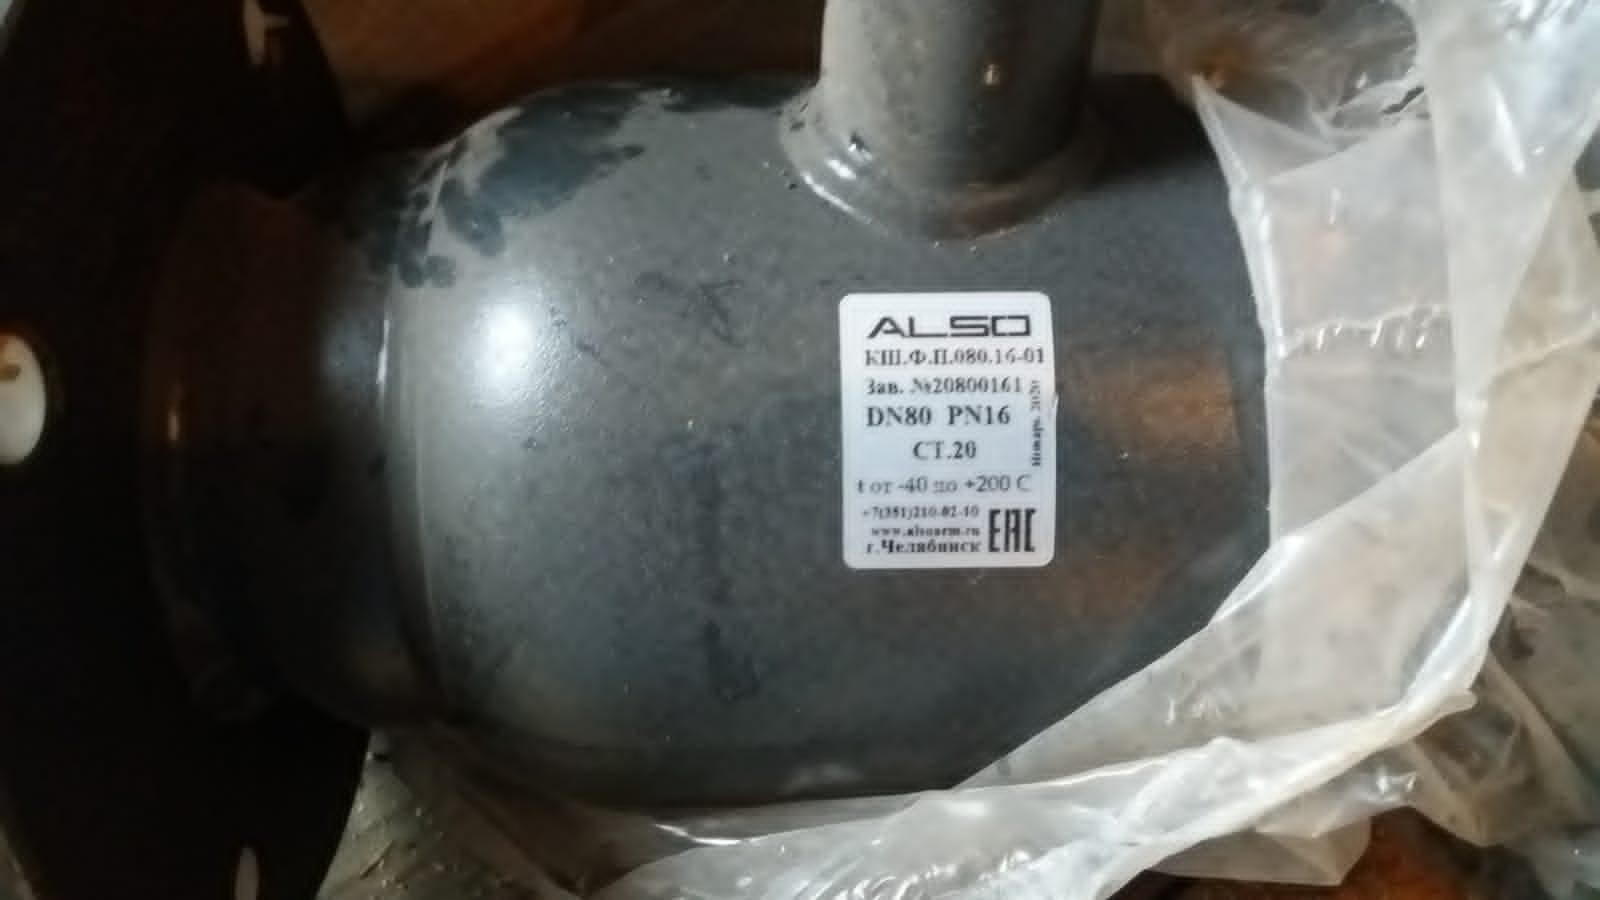 ALSO
КШ.Ф.П.080.16-01
Зав. №20800161
DN80 PN16
СТ.20
t от -40 до +200 С
+7(351)210-02-10
www.alsoarm.ru
г.Челябинск
EAC
2020